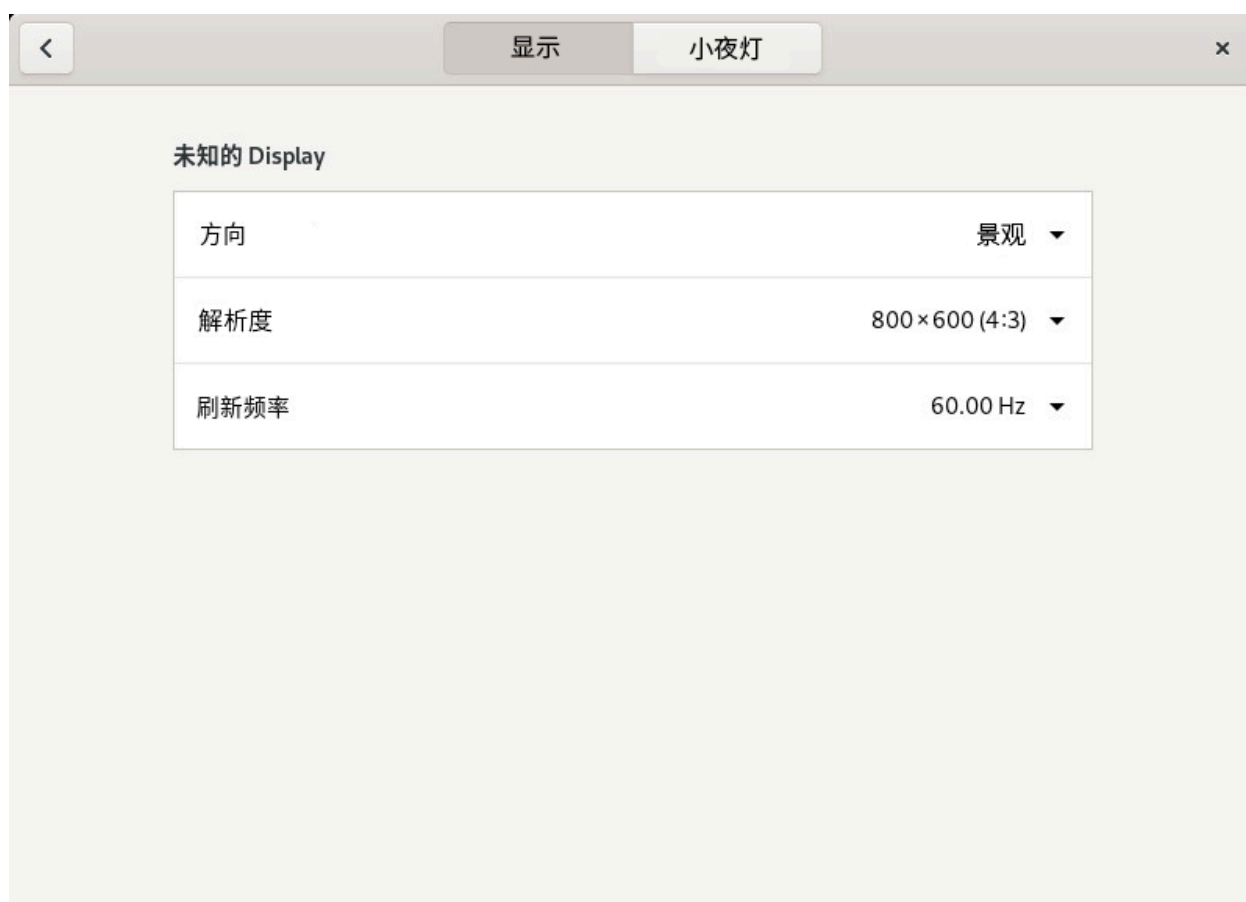 显示 小夜灯
未知的 Display
方向 景观
解析度 800×600 (4:3)
刷新频率 60.00 Hz